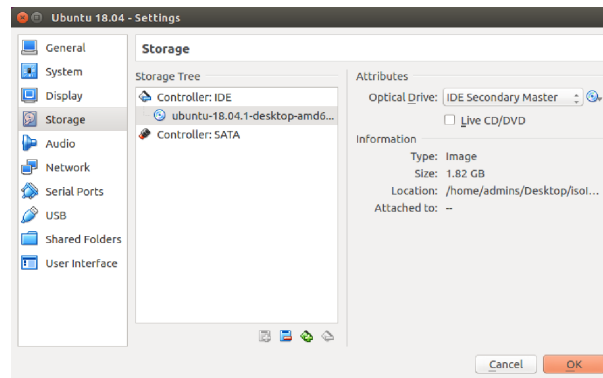 Ubuntu 18.04 - Settings
General
System
Display
Storage
Audio
Network
Serial Ports
USB
Shared Folders
User Interface
Storage
Storage Tree
Controller: IDE
ubuntu-18.04.1-desktop-amd6...
Controller: SATA
Attributes
Optical Drive: IDE Secondary Master
Live CD/DVD
Information
Type: Image
Size: 1.82 GB
Location: /home/admins/Desktop/isoI...
Attached to: --
Cancel OK